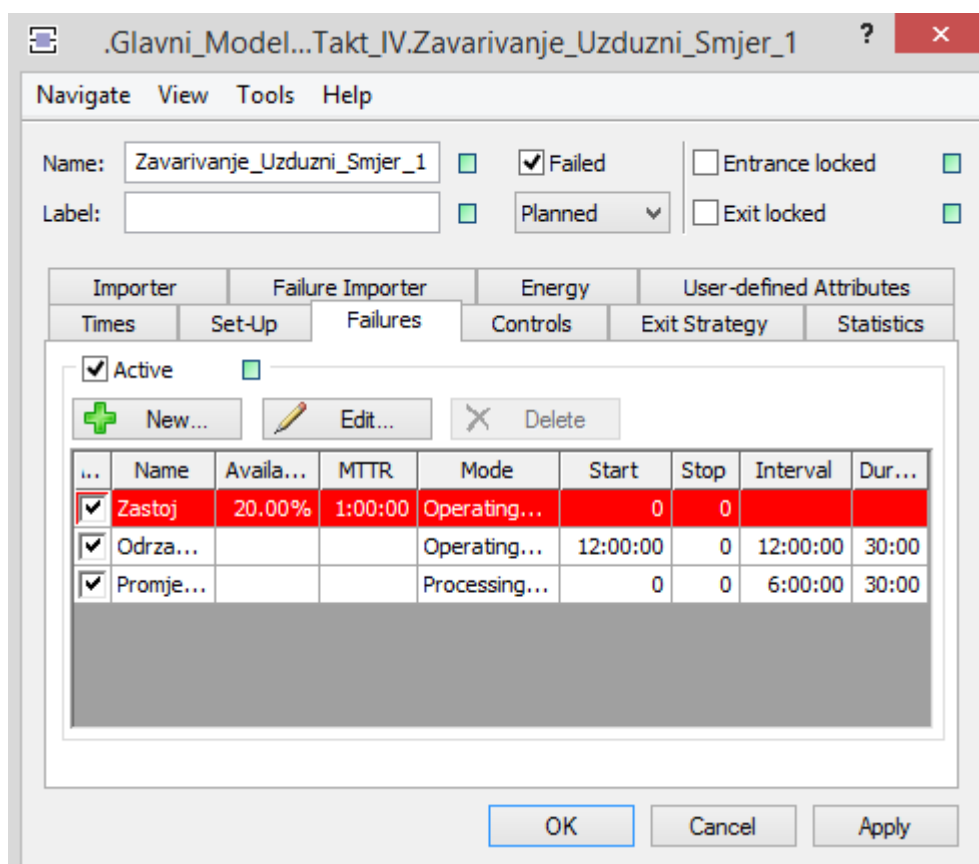 .Glavni_Model...Takt_IV.Zavarivanje_Uzduzni_Smjer_1 ? ×
Navigate View Tools Help
Name: Zavarivanje_Uzduzni_Smjer_1 Failed Entrance locked
Label: Planned Exit locked
Importer Failure Importer Energy User-defined Attributes
Times Set-Up Failures Controls Exit Strategy Statistics
Active
New... Edit... Delete
... Name Availa... MTTR Mode Start Stop Interval Dur...
Zastoj 20.00% 1:00:00 Operating... 0 0
Odrza... Operating... 12:00:00 0 12:00:00 30:00
Promje... Processing... 0 0 6:00:00 30:00
OK Cancel Apply